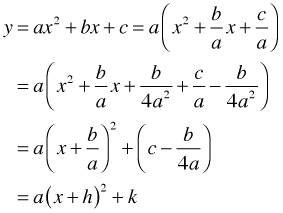 y = ax² + bx + c = a(x² + b/a x + c/a)
= a(x² + b/a x + b/4a² + c/a − b/4a²)
= a(x + b/a)² + (c − b/4a)
= a(x + h)² + k